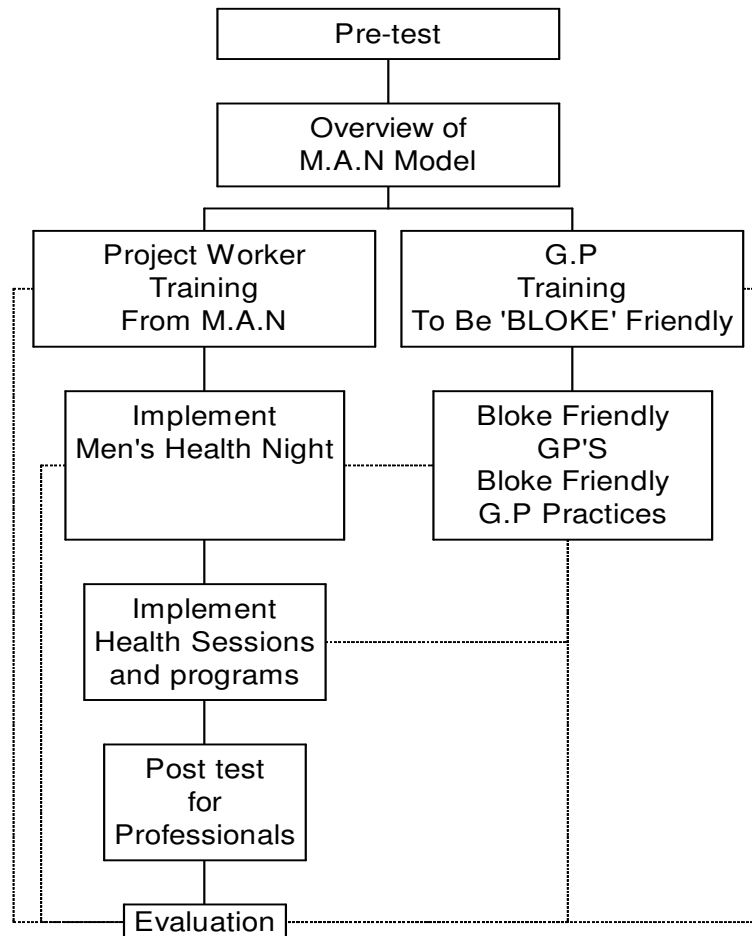 Pre-test
Overview of
M.A.N Model
Project Worker
Training
From M.A.N
G.P
Training
To Be 'BLOKE' Friendly
Implement
Men's Health Night
Bloke Friendly
GP'S
Bloke Friendly
G.P Practices
Implement
Health Sessions
and programs
Post test
for
Professionals
Evaluation